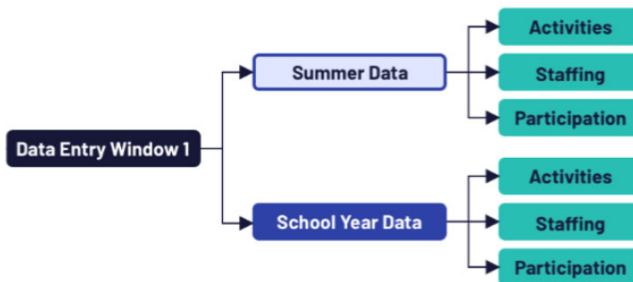 Data Entry Window 1
Summer Data
Activities
Staffing
Participation
School Year Data
Activities
Staffing
Participation